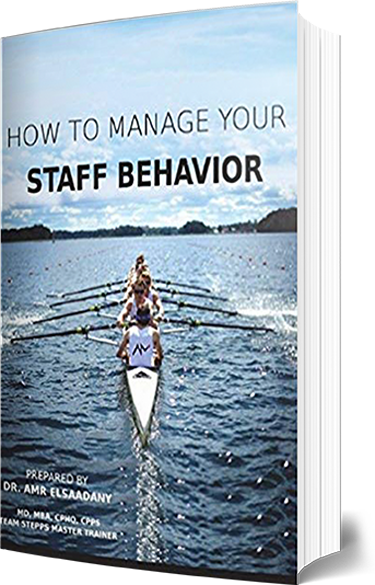 HOW TO MANAGE YOUR
STAFF BEHAVIOR
PREPARED BY
DR. AMR ELSAADANY
MD, MBA, CPHQ, CPPS
TEAM STEPPS MASTER TRAINER